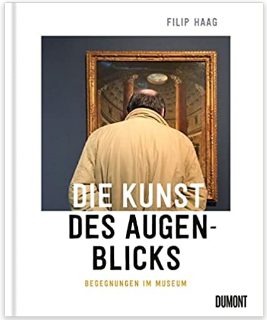 FILIP HAAG
DIE KUNST
DES AUGEN-
BLICKS
BEGEGNUNGEN IM MUSEUM
DUMONT